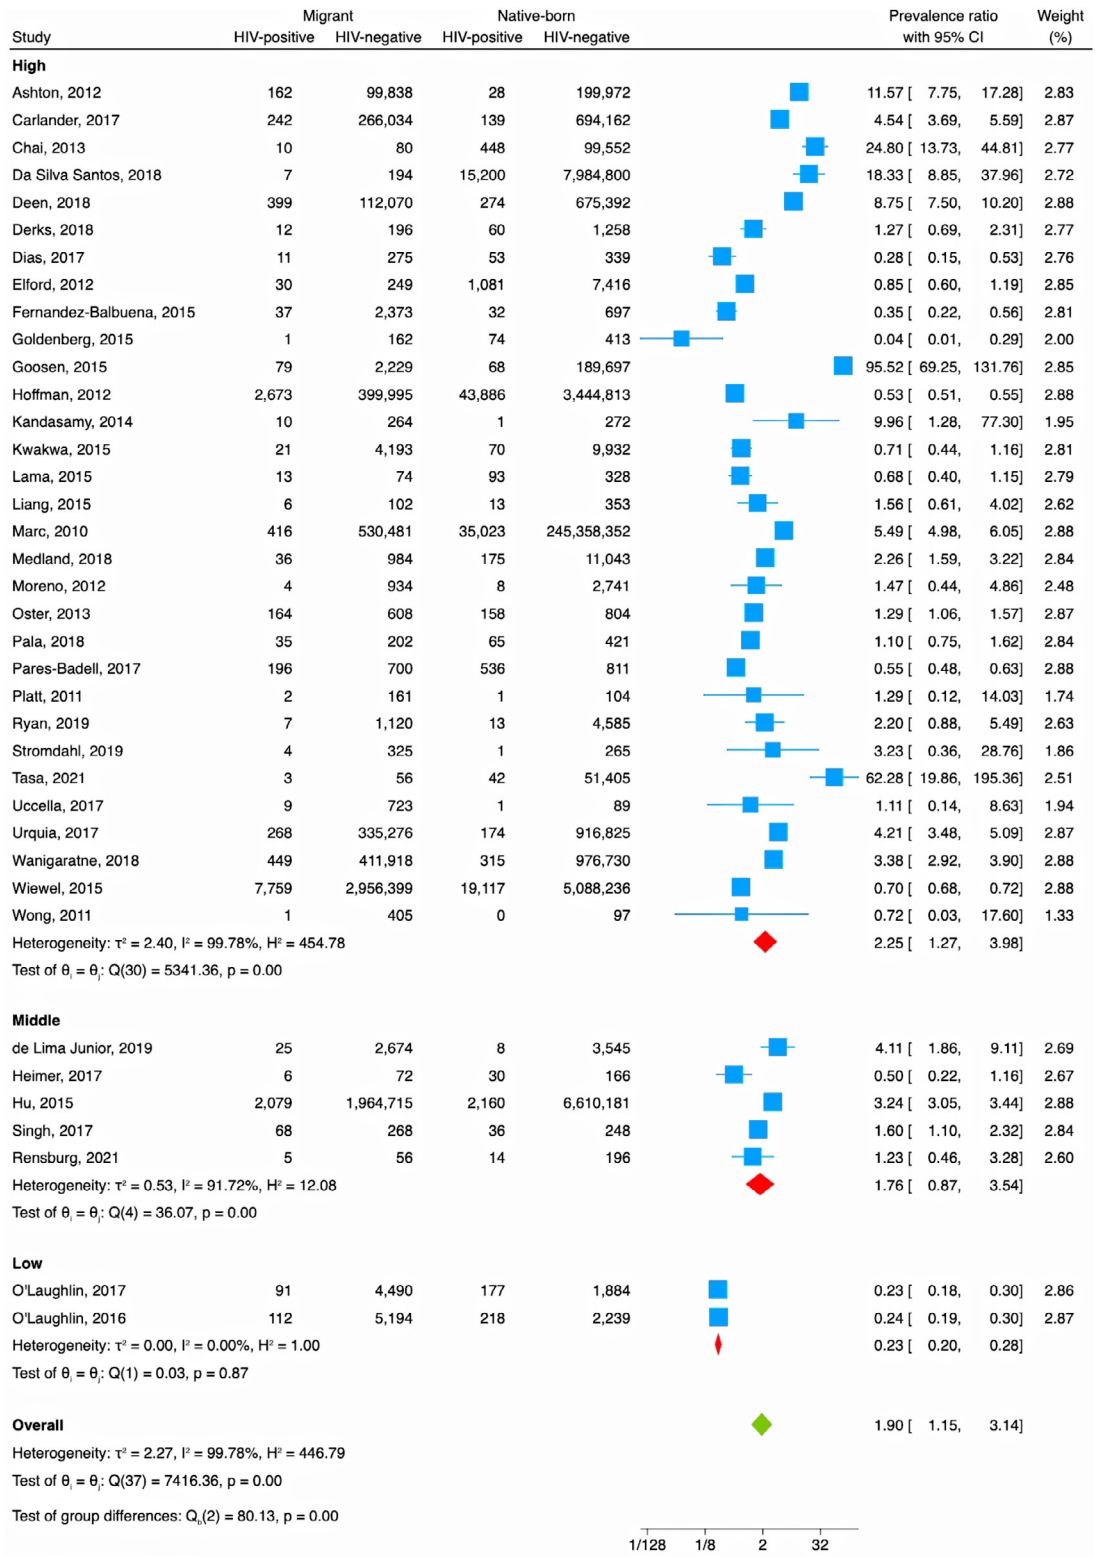 Migrant Native-born Prevalence ratio Weight
Study HIV-positive HIV-negative HIV-positive HIV-negative with 95% CI (%)
High
Ashton, 2012 162 99,838 28 199,972 11.57 [ 7.75, 17.28] 2.83
Carlander, 2017 242 266,034 139 694,162 4.54 [ 3.69, 5.59] 2.87
Chai, 2013 10 80 448 99,552 24.80 [ 13.73, 44.81] 2.77
Da Silva Santos, 2018 7 194 15,200 7,984,800 18.33 [ 8.85, 37.96] 2.72
Deen, 2018 399 112,070 274 675,392 8.75 [ 7.50, 10.20] 2.88
Derks, 2018 12 196 60 1,258 1.27 [ 0.69, 2.31] 2.77
Dias, 2017 11 275 53 339 0.28 [ 0.15, 0.53] 2.76
Elford, 2012 30 249 1,081 7,416 0.85 [ 0.60, 1.19] 2.85
Fernandez-Balbuena, 2015 37 2,373 32 697 0.35 [ 0.22, 0.56] 2.81
Goldenberg, 2015 1 162 74 413 0.04 [ 0.01, 0.29] 2.00
Goosen, 2015 79 2,229 68 189,697 95.52 [ 69.25, 131.76] 2.85
Hoffman, 2012 2,673 399,995 43,886 3,444,813 0.53 [ 0.51, 0.55] 2.88
Kandasamy, 2014 10 264 1 272 9.96 [ 1.28, 77.30] 1.95
Kwakwa, 2015 21 4,193 70 9,932 0.71 [ 0.44, 1.16] 2.81
Lama, 2015 13 74 93 328 0.68 [ 0.40, 1.15] 2.79
Liang, 2015 6 102 13 353 1.56 [ 0.61, 4.02] 2.62
Marc, 2010 416 530,481 35,023 245,358,352 5.49 [ 4.98, 6.05] 2.88
Medland, 2018 36 984 175 11,043 2.26 [ 1.59, 3.22] 2.84
Moreno, 2012 4 934 8 2,741 1.47 [ 0.44, 4.86] 2.48
Oster, 2013 164 608 158 804 1.29 [ 1.06, 1.57] 2.87
Pala, 2018 35 202 65 421 1.10 [ 0.75, 1.62] 2.84
Pares-Badell, 2017 196 700 536 811 0.55 [ 0.48, 0.63] 2.88
Platt, 2011 2 161 1 104 1.29 [ 0.12, 14.03] 1.74
Ryan, 2019 7 1,120 13 4,585 2.20 [ 0.88, 5.49] 2.63
Stromdahl, 2019 4 325 1 265 3.23 [ 0.36, 28.76] 1.86
Tasa, 2021 3 56 42 51,405 62.28 [ 19.86, 195.36] 2.51
Uccella, 2017 9 723 1 89 1.11 [ 0.14, 8.63] 1.94
Urquia, 2017 268 335,276 174 916,825 4.21 [ 3.48, 5.09] 2.87
Wanigaratne, 2018 449 411,918 315 976,730 3.38 [ 2.92, 3.90] 2.88
Wiewel, 2015 7,759 2,956,399 19,117 5,088,236 0.70 [ 0.68, 0.72] 2.88
Wong, 2011 1 405 0 97 0.72 [ 0.03, 17.60] 1.33
Heterogeneity: τ² = 2.40, I² = 99.78%, H² = 454.78 2.25 [ 1.27, 3.98]
Test of θᵢ = θⱼ: Q(30) = 5341.36, p = 0.00
Middle
de Lima Junior, 2019 25 2,674 8 3,545 4.11 [ 1.86, 9.11] 2.69
Heimer, 2017 6 72 30 166 0.50 [ 0.22, 1.16] 2.67
Hu, 2015 2,079 1,964,715 2,160 6,610,181 3.24 [ 3.05, 3.44] 2.88
Singh, 2017 68 268 36 248 1.60 [ 1.10, 2.32] 2.84
Rensburg, 2021 5 56 14 196 1.23 [ 0.46, 3.28] 2.60
Heterogeneity: τ² = 0.53, I² = 91.72%, H² = 12.08 1.76 [ 0.87, 3.54]
Test of θᵢ = θⱼ: Q(4) = 36.07, p = 0.00
Low
O'Laughlin, 2017 91 4,490 177 1,884 0.23 [ 0.18, 0.30] 2.86
O'Laughlin, 2016 112 5,194 218 2,239 0.24 [ 0.19, 0.30] 2.87
Heterogeneity: τ² = 0.00, I² = 0.00%, H² = 1.00 0.23 [ 0.20, 0.28]
Test of θᵢ = θⱼ: Q(1) = 0.03, p = 0.87
Overall 1.90 [ 1.15, 3.14]
Heterogeneity: τ² = 2.27, I² = 99.78%, H² = 446.79
Test of θᵢ = θⱼ: Q(37) = 7416.36, p = 0.00
Test of group differences: Q_b(2) = 80.13, p = 0.00
1/128 1/8 2 32